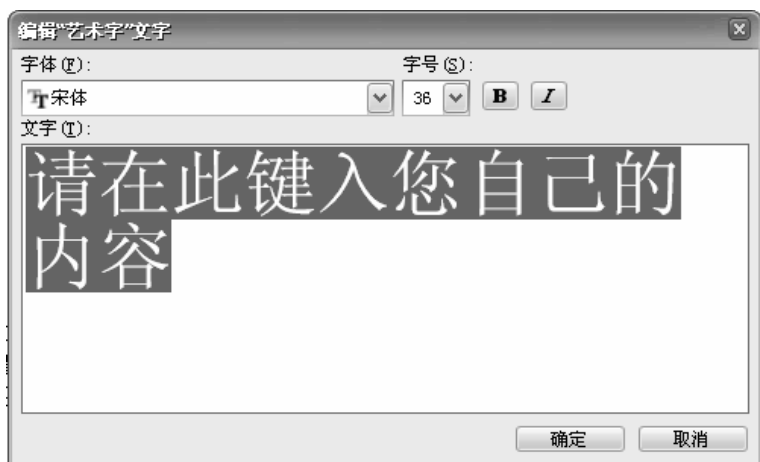 编辑“艺术字”文字
字体(F): 字号(S):
宋体 36 B I
文字(T):
请在此键入您自己的
内容
确定 取消